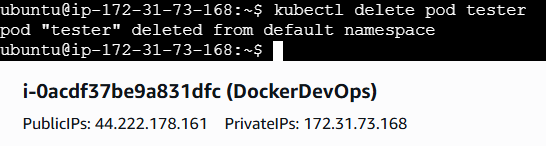 ubuntu@ip-172-31-73-168:~$ kubectl delete pod tester
pod "tester" deleted from default namespace
ubuntu@ip-172-31-73-168:~$
i-0acdf37be9a831dfc (DockerDevOps)
PublicIPs: 44.222.178.161 PrivateIPs: 172.31.73.168